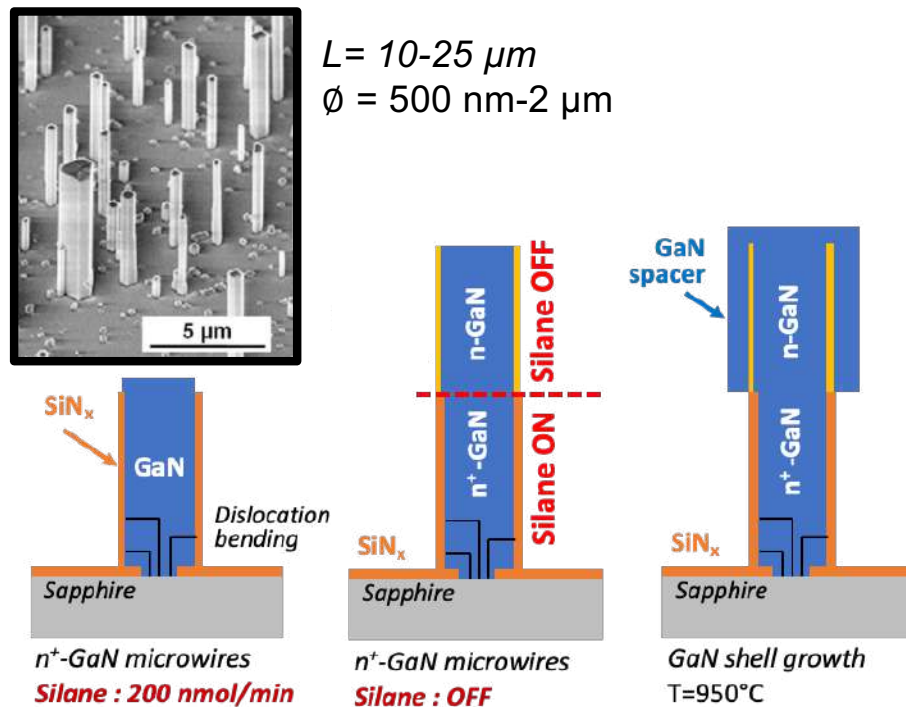 L= 10-25 µm
Ø = 500 nm-2 µm
5 µm
SiNₓ
GaN
Dislocation
bending
Sapphire
n⁺-GaN microwires
Silane : 200 nmol/min
n-GaN
Silane OFF
n⁺-GaN
Silane ON
SiNₓ
Sapphire
n⁺-GaN microwires
Silane : OFF
GaN
spacer
n-GaN
n⁺-GaN
SiNₓ
Sapphire
GaN shell growth
T=950°C